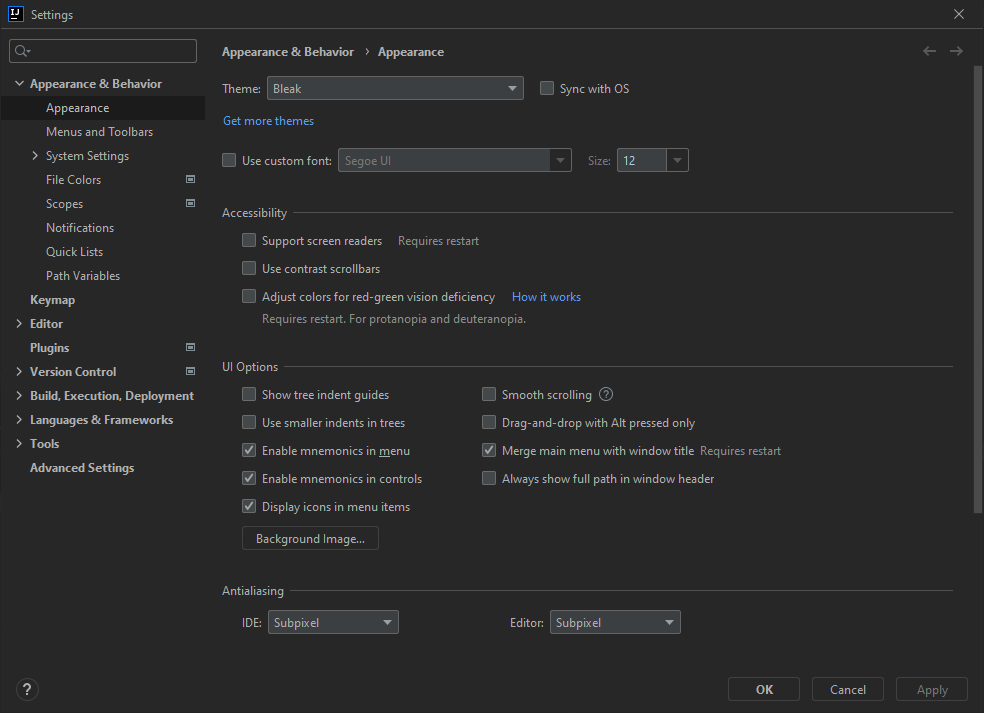 IJ Settings
Appearance & Behavior › Appearance
Appearance & Behavior
Appearance
Menus and Toolbars
System Settings
File Colors
Scopes
Notifications
Quick Lists
Path Variables
Keymap
Editor
Plugins
Version Control
Build, Execution, Deployment
Languages & Frameworks
Tools
Advanced Settings
Theme: Bleak Sync with OS
Get more themes
Use custom font: Segoe UI Size: 12
Accessibility
Support screen readers Requires restart
Use contrast scrollbars
Adjust colors for red-green vision deficiency How it works
Requires restart. For protanopia and deuteranopia.
UI Options
Show tree indent guides Smooth scrolling ?
Use smaller indents in trees Drag-and-drop with Alt pressed only
Enable mnemonics in menu Merge main menu with window title Requires restart
Enable mnemonics in controls Always show full path in window header
Display icons in menu items
Background Image...
Antialiasing
IDE: Subpixel Editor: Subpixel
? OK Cancel Apply